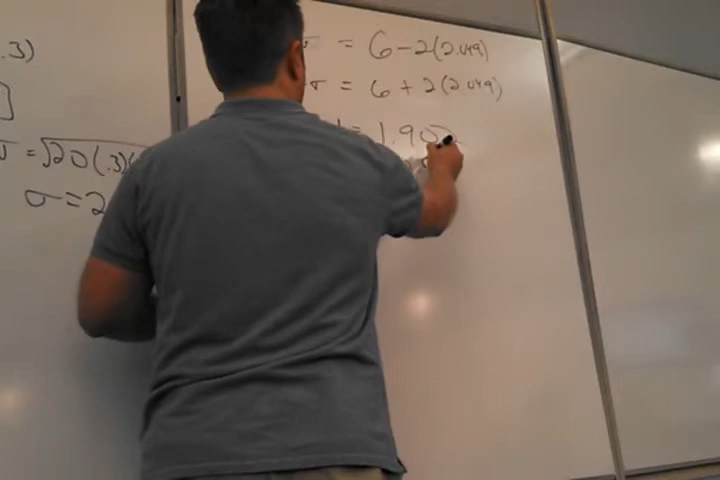 .3)
σ = √20(.3)(
σ = 2
σ = 6 - 2(2.049)
σ = 6 + 2(2.049)
= 1.90